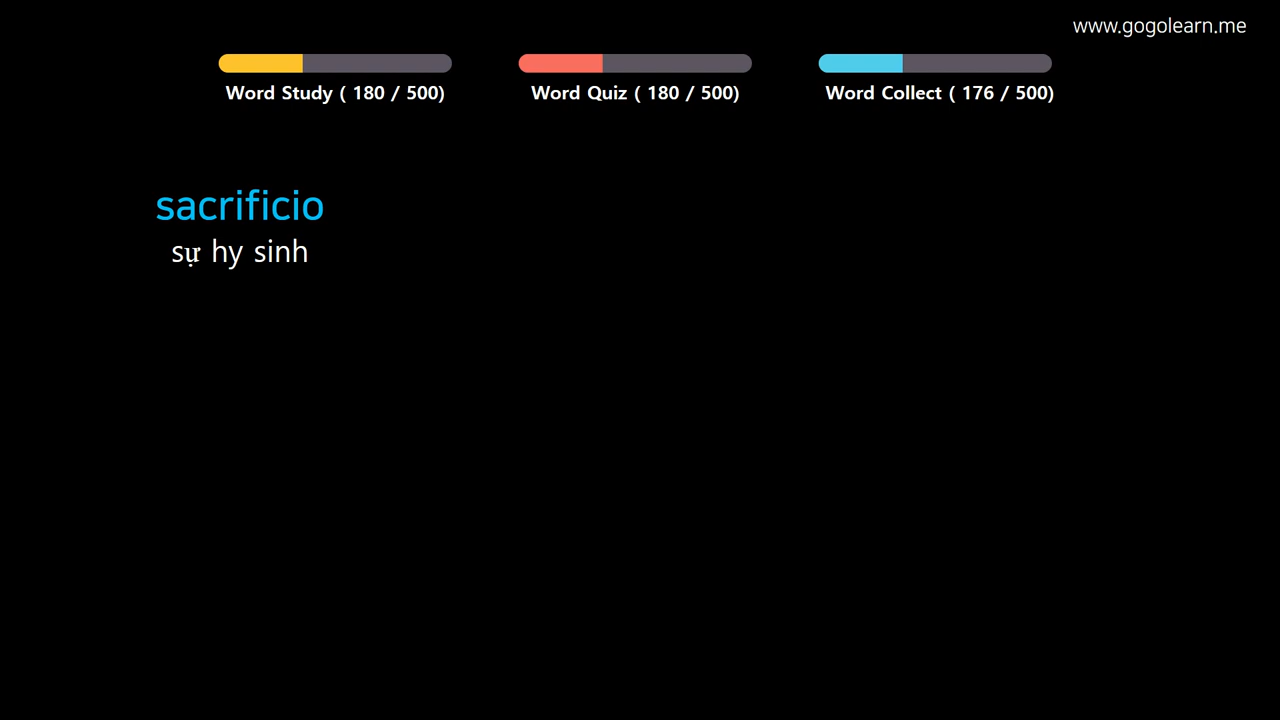 www.gogolearn.me
Word Study ( 180 / 500)
Word Quiz ( 180 / 500)
Word Collect ( 176 / 500)
sacrificio
sự hy sinh